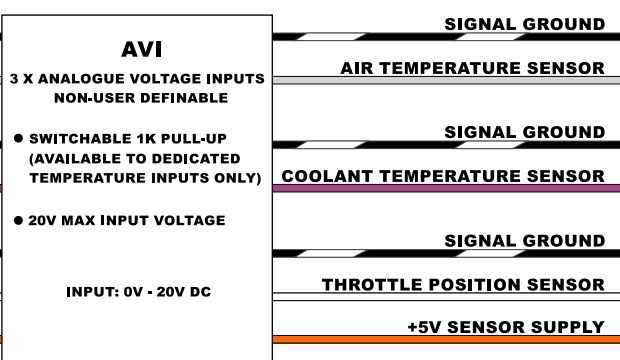 AVI
3 X ANALOGUE VOLTAGE INPUTS
NON-USER DEFINABLE
● SWITCHABLE 1K PULL-UP
(AVAILABLE TO DEDICATED
TEMPERATURE INPUTS ONLY)
● 20V MAX INPUT VOLTAGE
INPUT: 0V - 20V DC
SIGNAL GROUND
AIR TEMPERATURE SENSOR
SIGNAL GROUND
COOLANT TEMPERATURE SENSOR
SIGNAL GROUND
THROTTLE POSITION SENSOR
+5V SENSOR SUPPLY